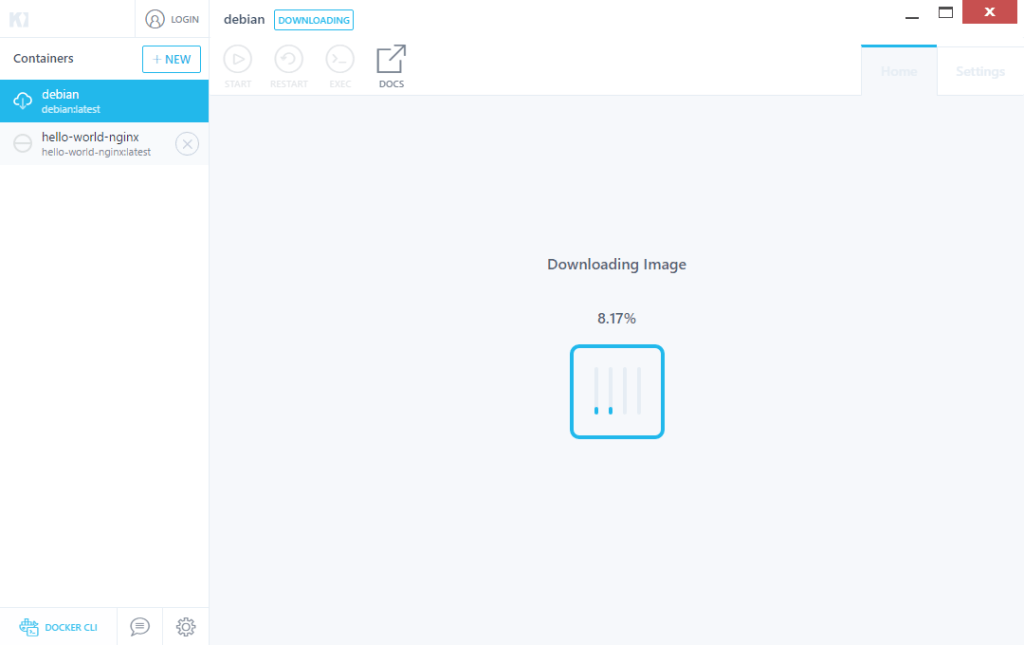 KI
LOGIN
debian
DOWNLOADING
Containers
+ NEW
START
RESTART
EXEC
DOCS
Home
Settings
debian
debian:latest
hello-world-nginx
hello-world-nginx:latest
Downloading Image
8.17%
DOCKER CLI